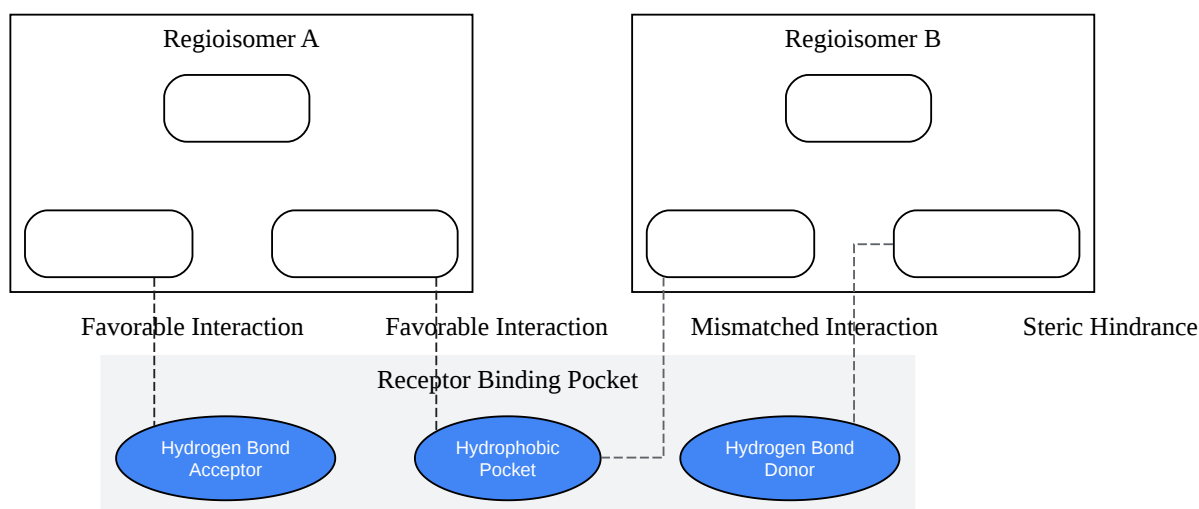 Regioisomer A
Regioisomer B
Favorable Interaction
Favorable Interaction
Mismatched Interaction
Steric Hindrance
Receptor Binding Pocket
Hydrogen Bond
Acceptor
Hydrophobic
Pocket
Hydrogen Bond
Donor